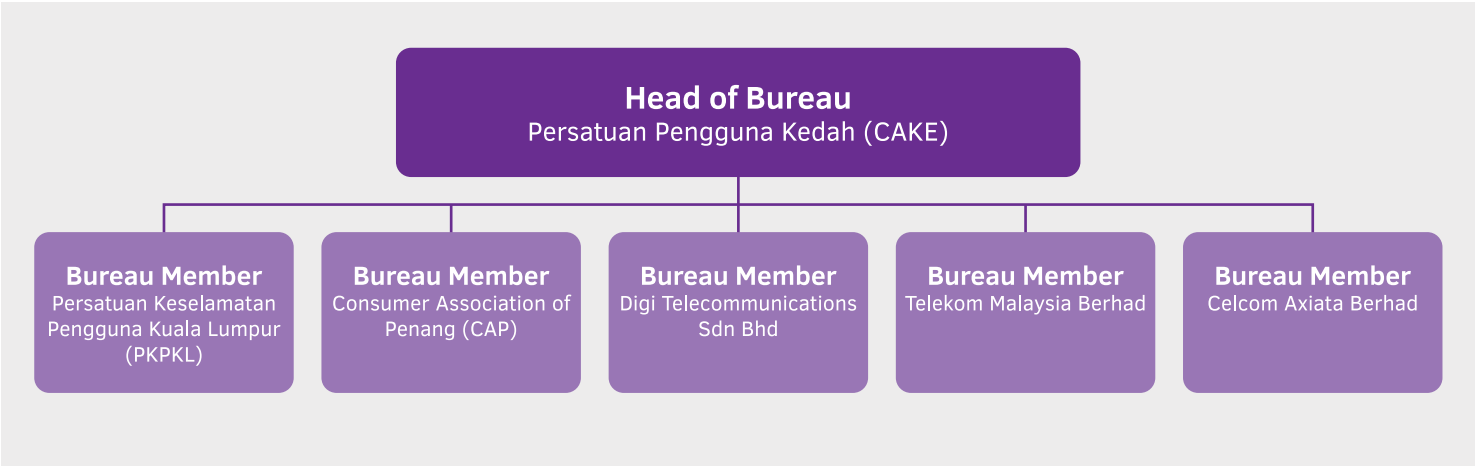 Head of Bureau
Persatuan Pengguna Kedah (CAKE)
Bureau Member
Persatuan Keselamatan
Pengguna Kuala Lumpur
(PKPKL)
Bureau Member
Consumer Association of
Penang (CAP)
Bureau Member
Digi Telecommunications
Sdn Bhd
Bureau Member
Telekom Malaysia Berhad
Bureau Member
Celcom Axiata Berhad